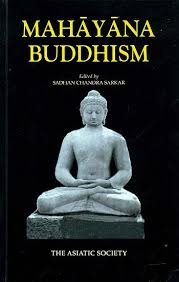 MAHĀYĀNA
BUDDHISM
Edited by
SADHAN CHANDRA SARKAR
THE ASIATIC SOCIETY